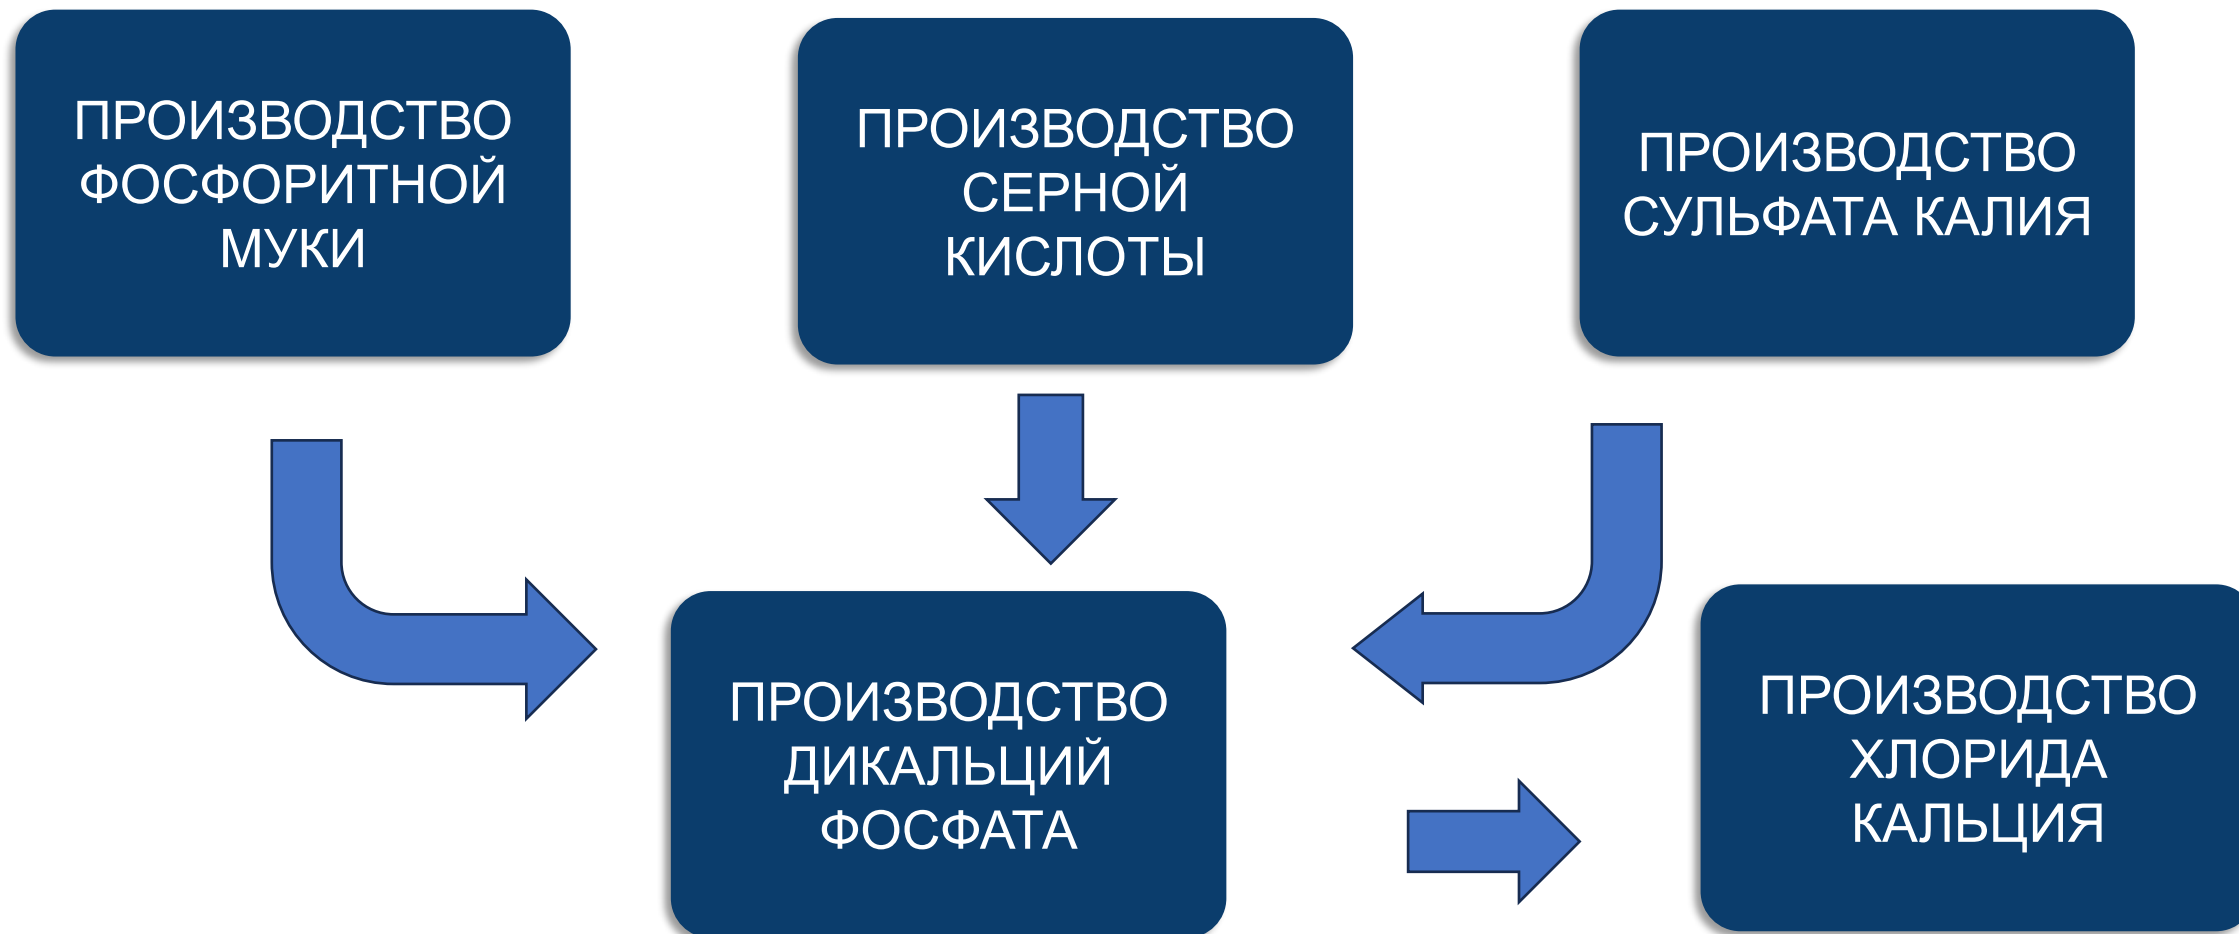 ПРОИЗВОДСТВО
ФОСФОРИТНОЙ
МУКИ
ПРОИЗВОДСТВО
СЕРНОЙ
КИСЛОТЫ
ПРОИЗВОДСТВО
СУЛЬФАТА КАЛИЯ
ПРОИЗВОДСТВО
ДИКАЛЬЦИЙ
ФОСФАТА
ПРОИЗВОДСТВО
ХЛОРИДА
КАЛЬЦИЯ